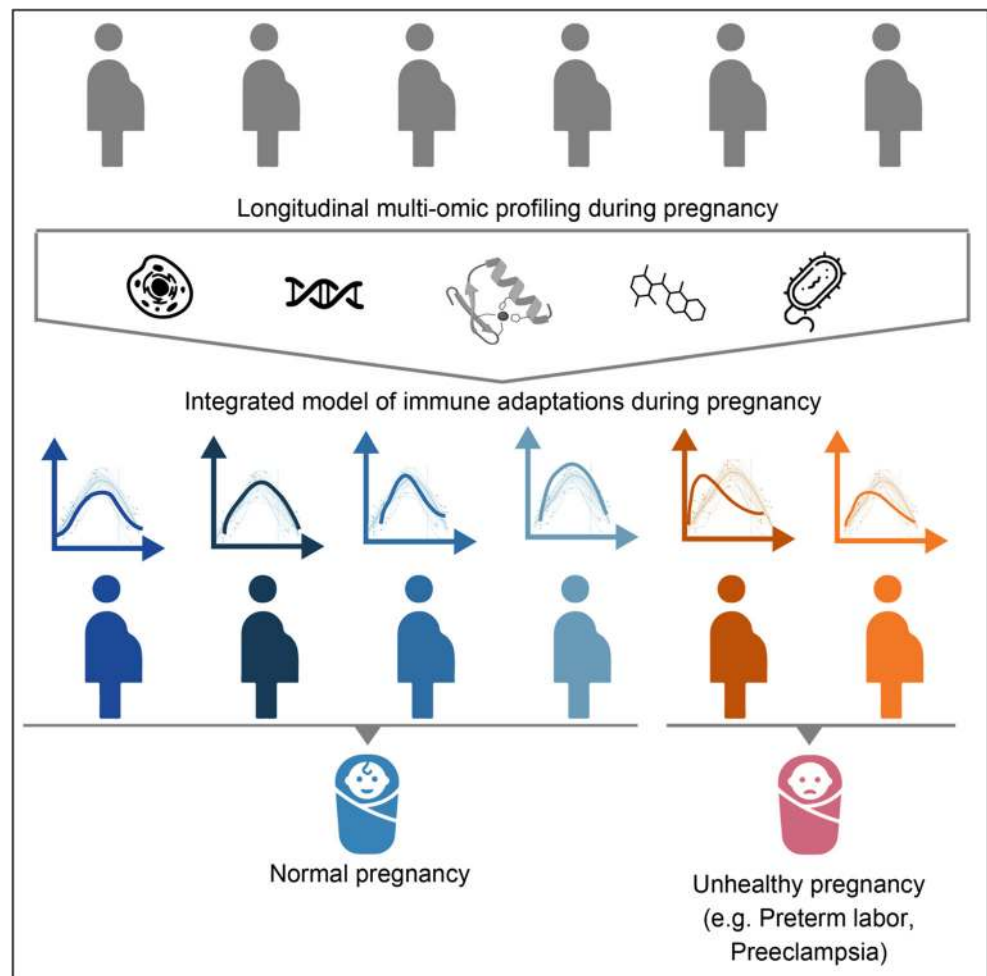 Longitudinal multi-omic profiling during pregnancy
Integrated model of immune adaptations during pregnancy
Normal pregnancy
Unhealthy pregnancy
(e.g. Preterm labor,
Preeclampsia)